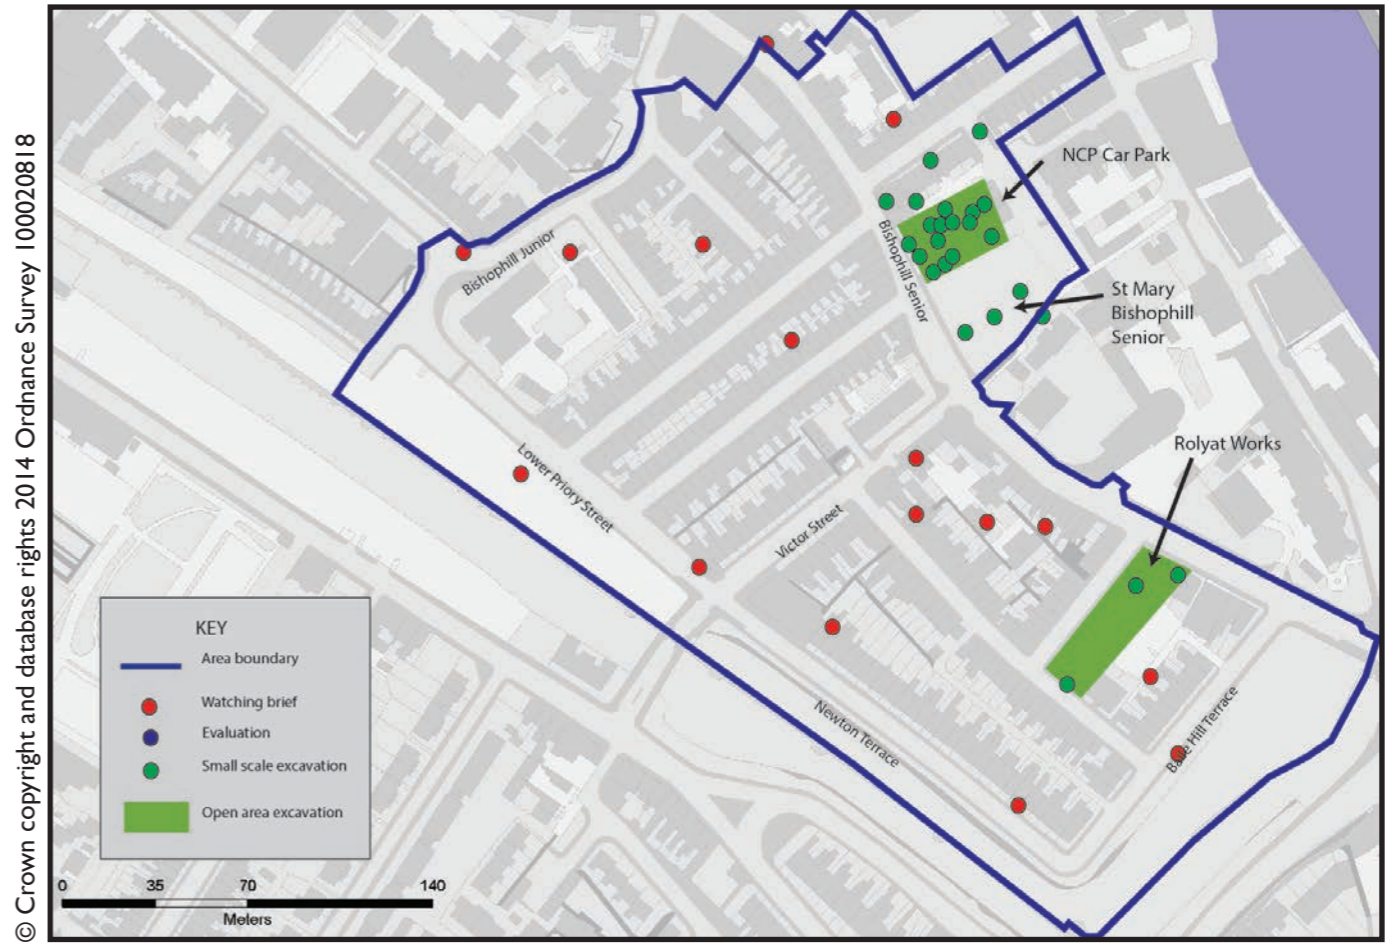 © Crown copyright and database rights 2014 Ordnance Survey 100020818
NCP Car Park
Bishophill Junior
Bishophill Senior
St Mary
Bishophill
Senior
Rolyat Works
Lower Priory Street
Victor Street
Newton Terrace
Baile Hill Terrace
KEY
Area boundary
Watching brief
Evaluation
Small scale excavation
Open area excavation
0 35 70 140
Meters